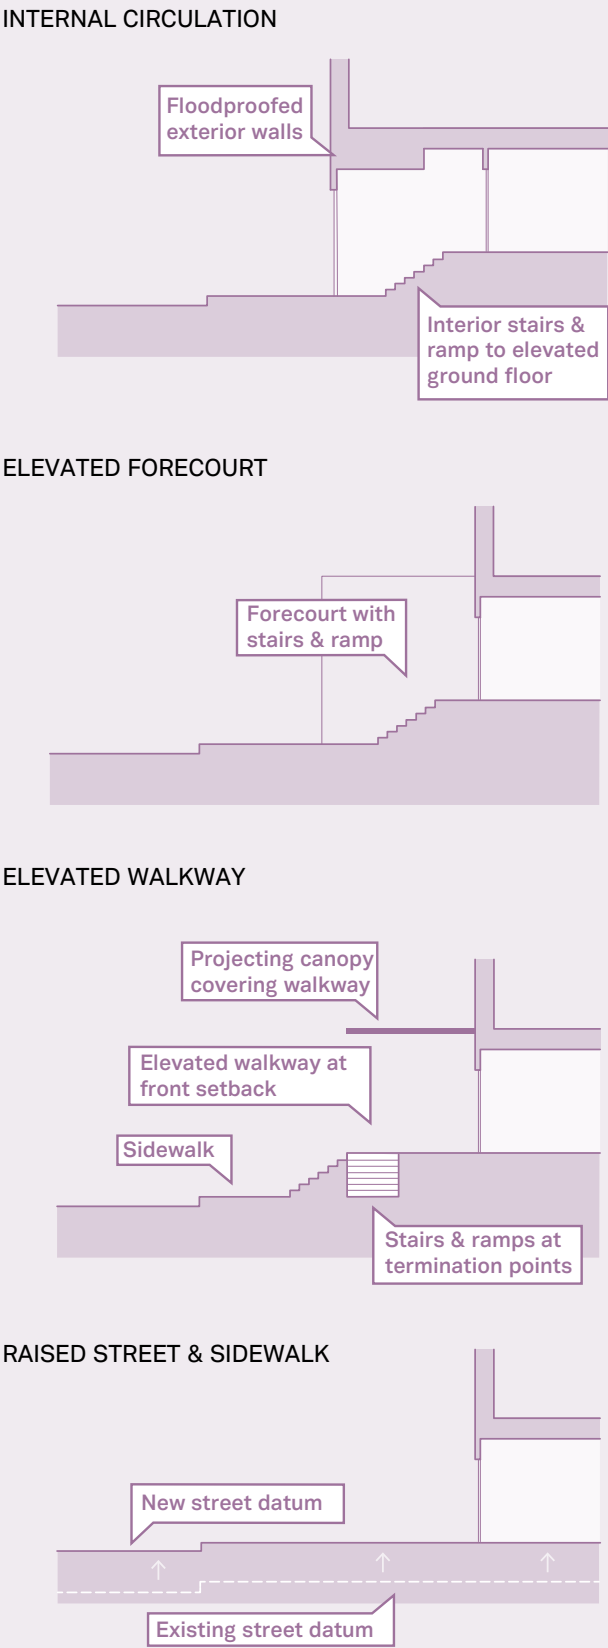 INTERNAL CIRCULATION
Floodproofed
exterior walls
Interior stairs &
ramp to elevated
ground floor
ELEVATED FORECOURT
Forecourt with
stairs & ramp
ELEVATED WALKWAY
Projecting canopy
covering walkway
Elevated walkway at
front setback
Sidewalk
Stairs & ramps at
termination points
RAISED STREET & SIDEWALK
New street datum
Existing street datum